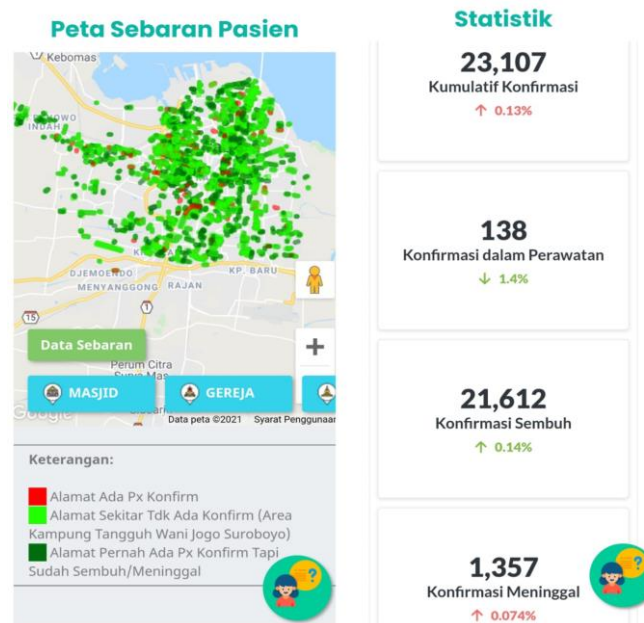 Peta Sebaran Pasien
Kebomas
INDAH
DJEMOENDO
MENYANGGONG
RAJAN
KP. BARU
15
1
Data Sebaran
Perum Citra
MASJID
GEREJA
Google
Data peta ©2021 Syarat Penggunaan
Keterangan:
Alamat Ada Px Konfirm
Alamat Sekitar Tdk Ada Konfirm (Area
Kampung Tangguh Wani Jogo Suroboyo)
Alamat Pernah Ada Px Konfirm Tapi
Sudah Sembuh/Meninggal
Statistik
23,107
Kumulatif Konfirmasi
↑ 0.13%
138
Konfirmasi dalam Perawatan
↓ 1.4%
21,612
Konfirmasi Sembuh
↑ 0.14%
1,357
Konfirmasi Meninggal
↑ 0.074%